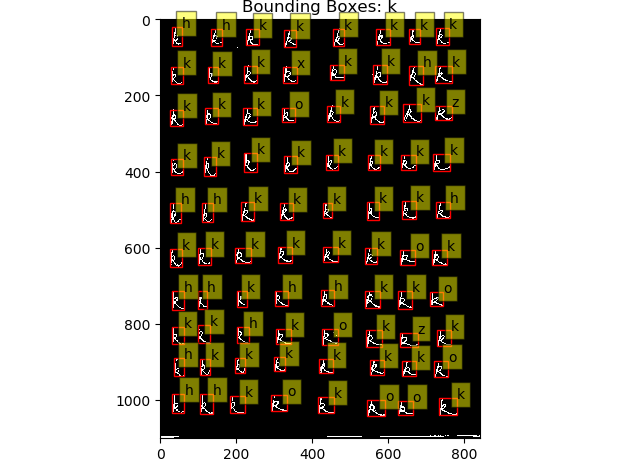 Bounding Boxes: k
0
h h k k k k k k
k k k x k k h k
200
k k k o k k k z
k k k k k k k k
400
h h k k k k k h
k k k k k k o k
600
h h k h h k k o
800
k k h k o k z k
h k k k k k k o
1000
h h k o k o o k
0 200 400 600 800